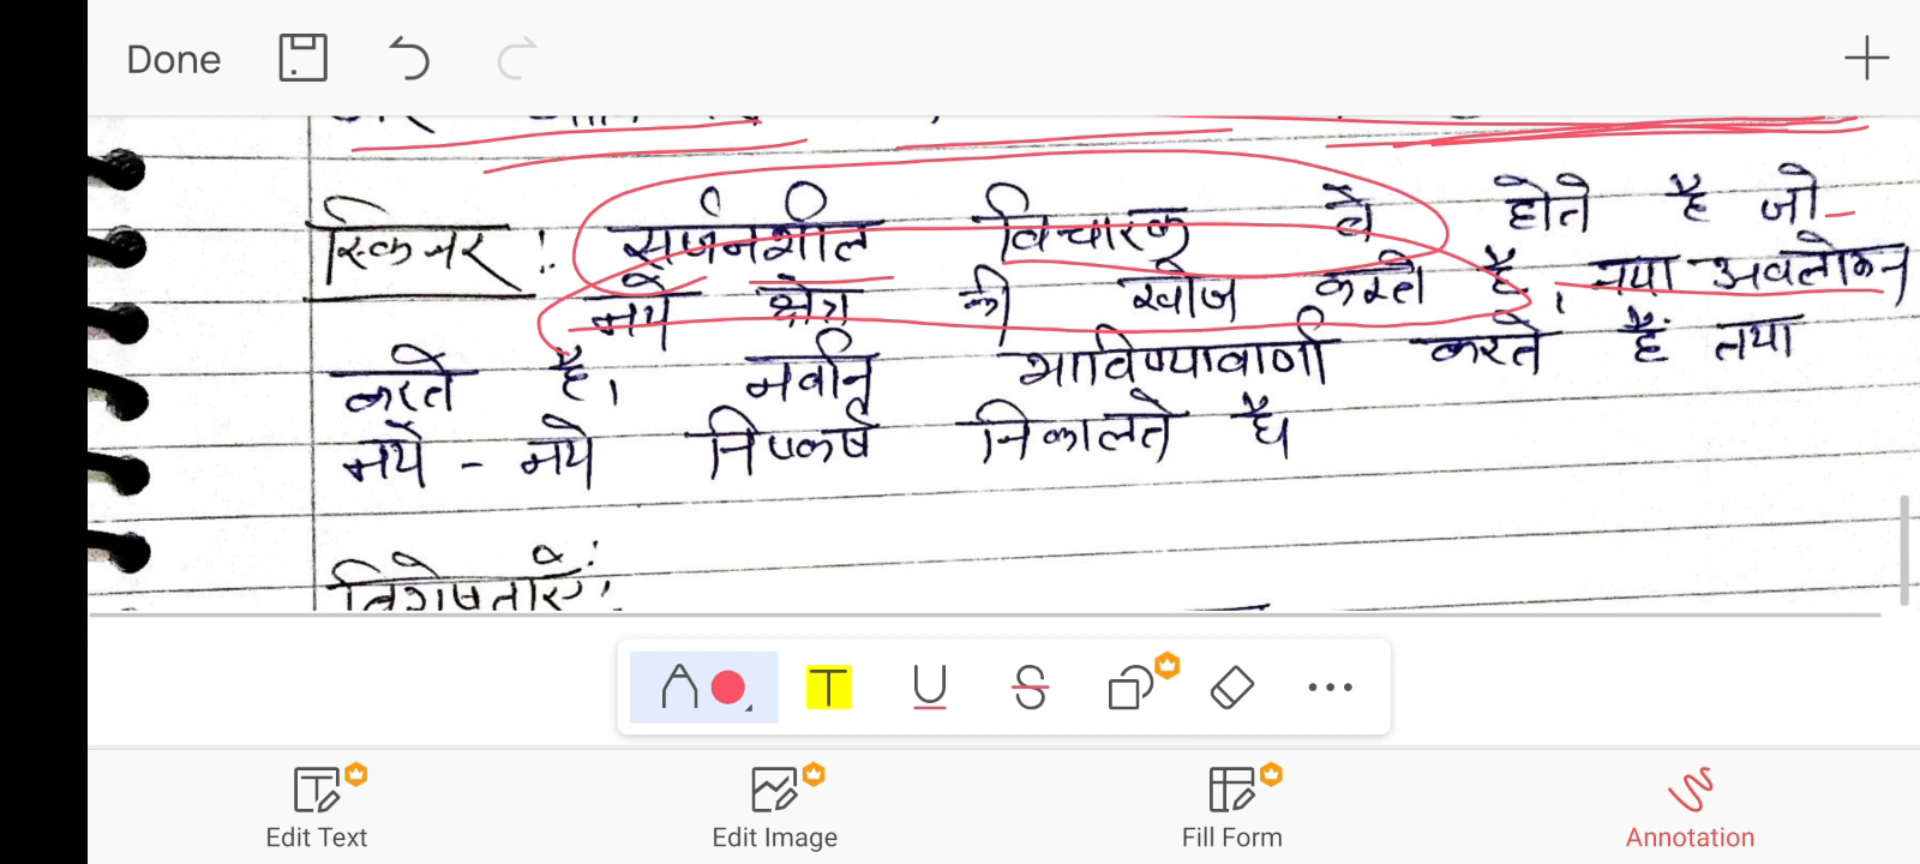 Done
स्किनर : सृजनशील विचारक वे होते है जो
नये क्षेत्र की खोज करते है, नया अवलोकन
करते है, नवीन भाविष्यावाणी करते हैं तथा
नये - नये निष्कर्ष निकालते है
विशेषताएँ :
T
U
S
Edit Text
Edit Image
Fill Form
Annotation